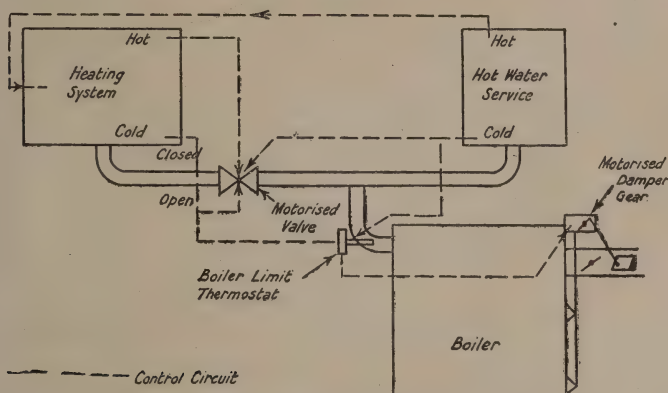 Hot
Heating
System
Cold
Closed
Open
Motorised
Valve
Hot
Hot Water
Service
Cold
Motorised
Damper
Gear.
Boiler Limit
Thermostat
Boiler
Control Circuit